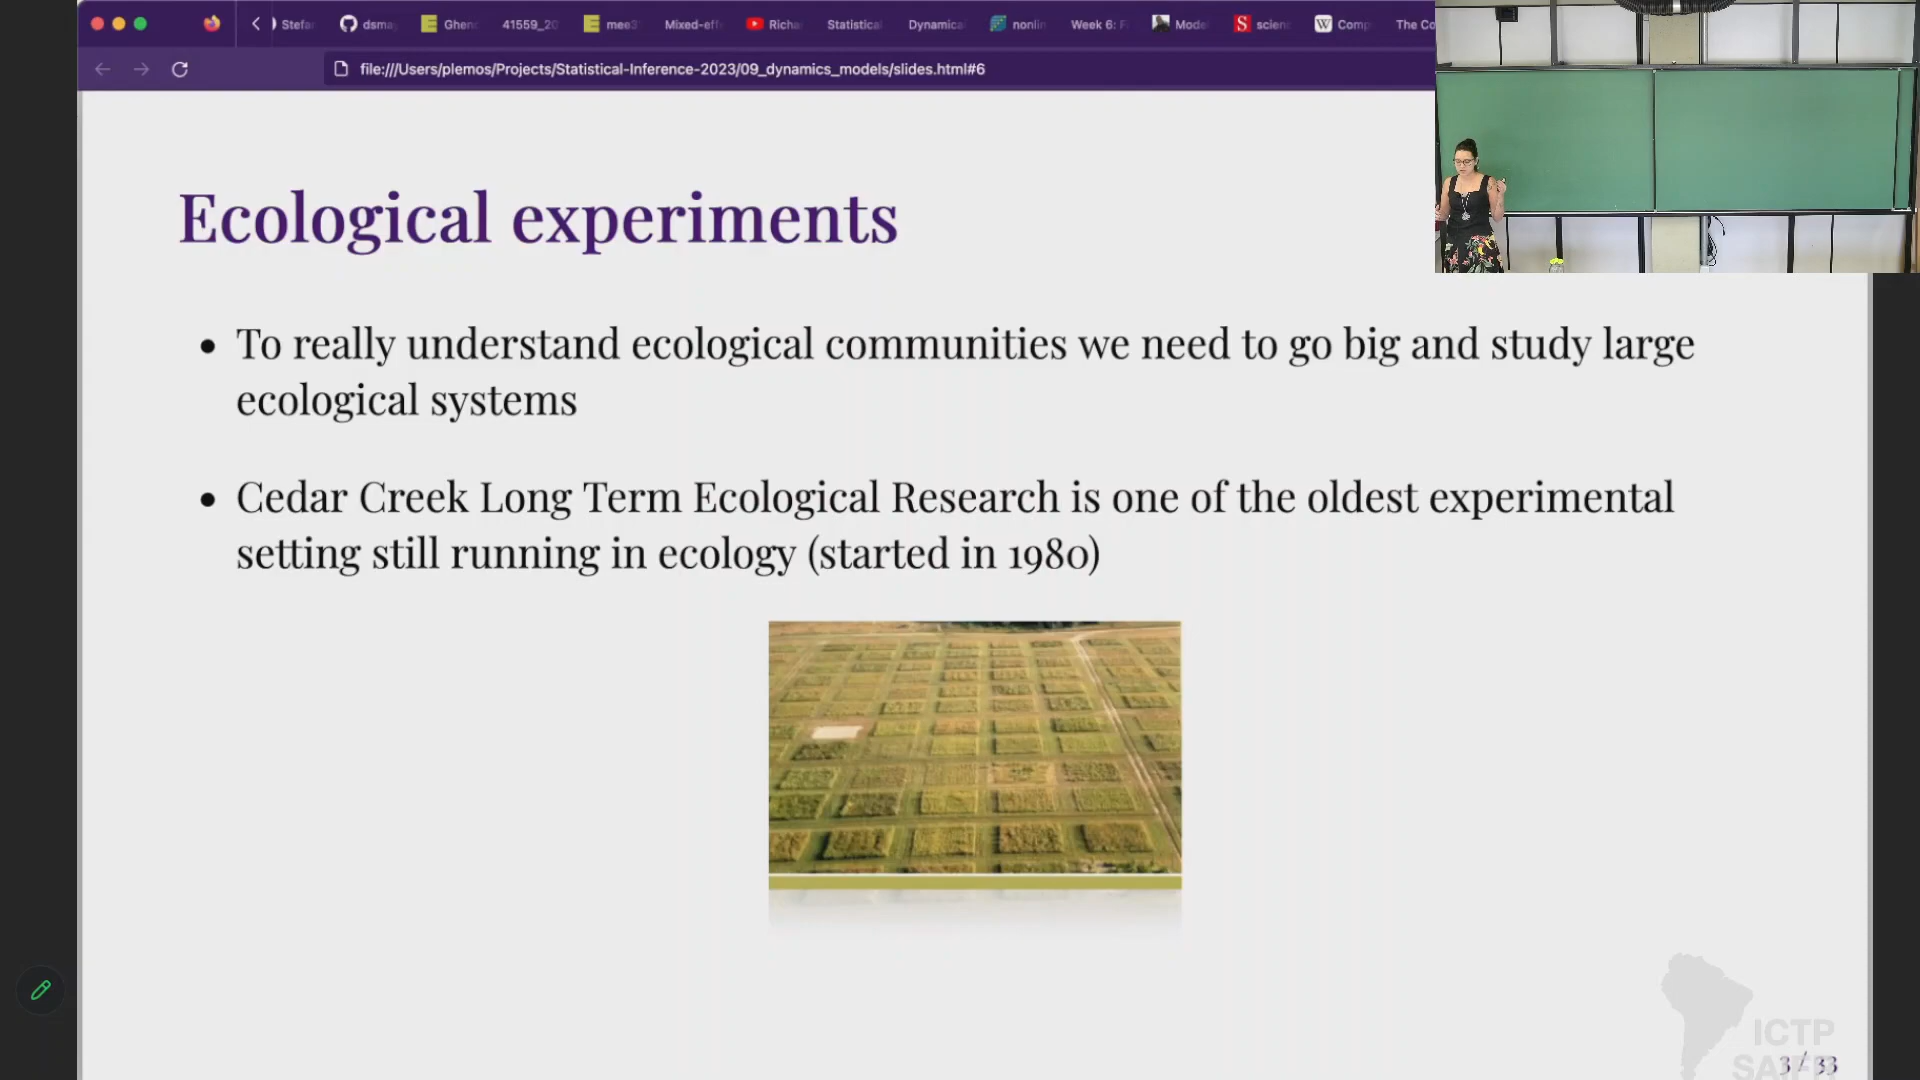 Stefa
dsma
Ghen
41559_20
mee3
Mixed-eff
Richa
Statistical
Dynamica
nonlin
Week 6: F
Mode
scien
Comp
The Co
file:///Users/plemos/Projects/Statistical-Inference-2023/09_dynamics_models/slides.html#6
Ecological experiments
• To really understand ecological communities we need to go big and study large
ecological systems
• Cedar Creek Long Term Ecological Research is one of the oldest experimental
setting still running in ecology (started in 1980)
ICTP
SAIFR
3 / 33